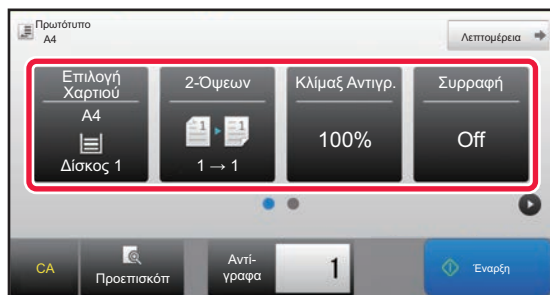 Πρωτότυπο
A4
Λεπτομέρεια
Επιλογή
Χαρτιού
A4
Δίσκος 1
2-Όψεων
1 → 1
Κλίμαξ Αντιγρ.
100%
Συρραφή
Off
CA
Προεπισκόπ
Αντί-
γραφα
1
Έναρξη